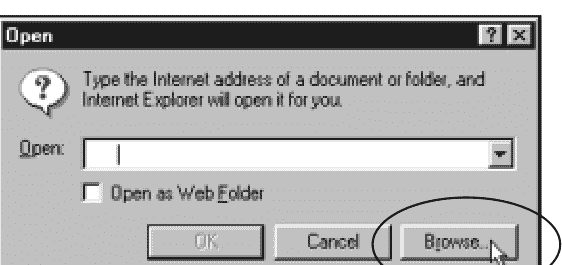 Open
Type the Internet address of a document or folder, and
Internet Explorer will open it for you.
Open:
Open as Web Folder
OK Cancel Browse...